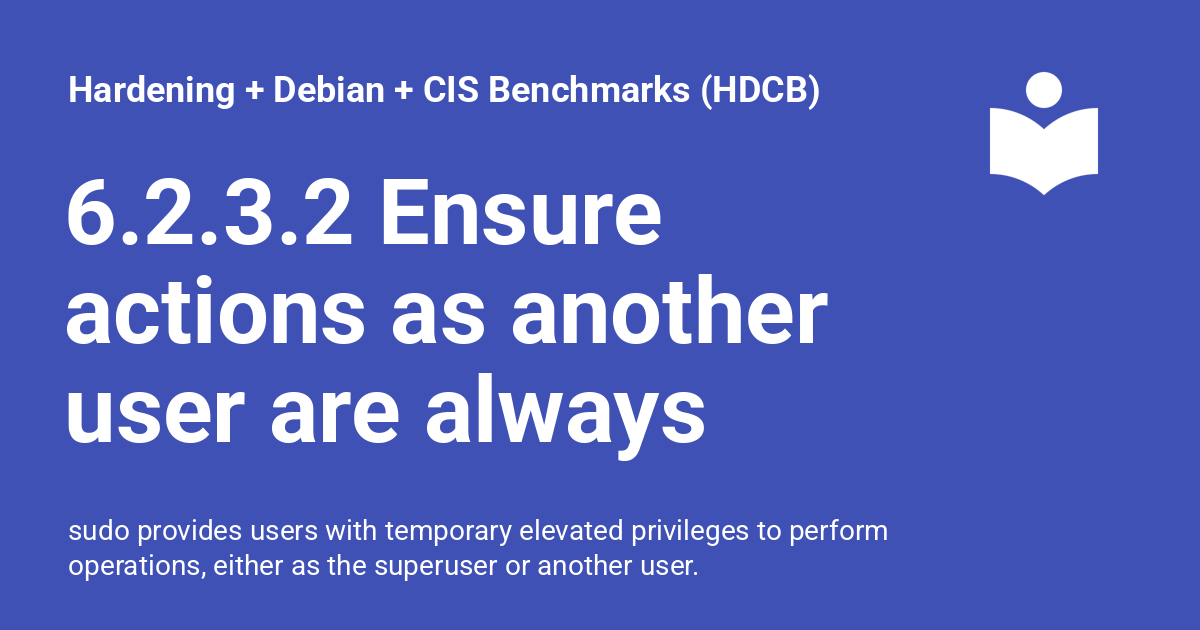 Hardening + Debian + CIS Benchmarks (HDCB)
6.2.3.2 Ensure
actions as another
user are always
sudo provides users with temporary elevated privileges to perform
operations, either as the superuser or another user.